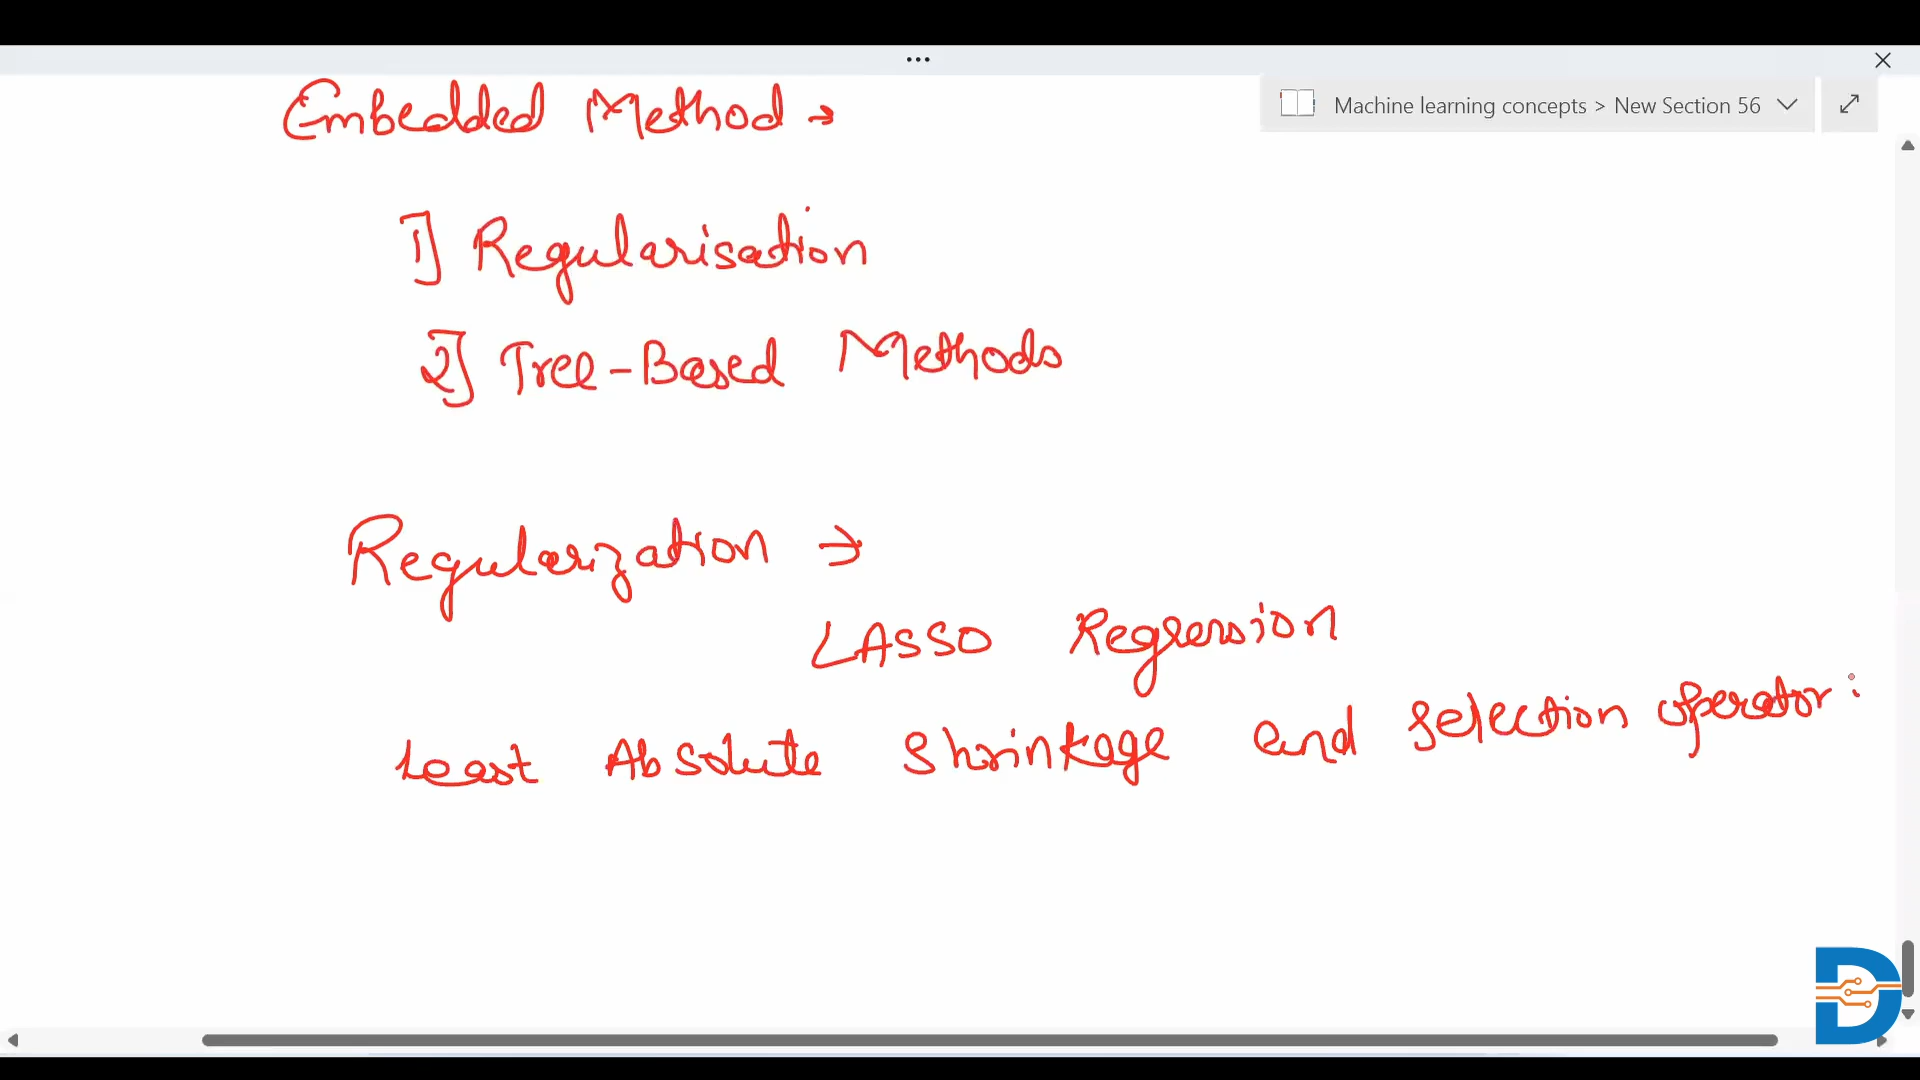 Machine learning concepts > New Section 56
Embedded Method →
1] Regularisation
2] Tree-Based Methods
Regularization →
LASSO Regression
Least Absolute Shrinkage and Selection Operator :